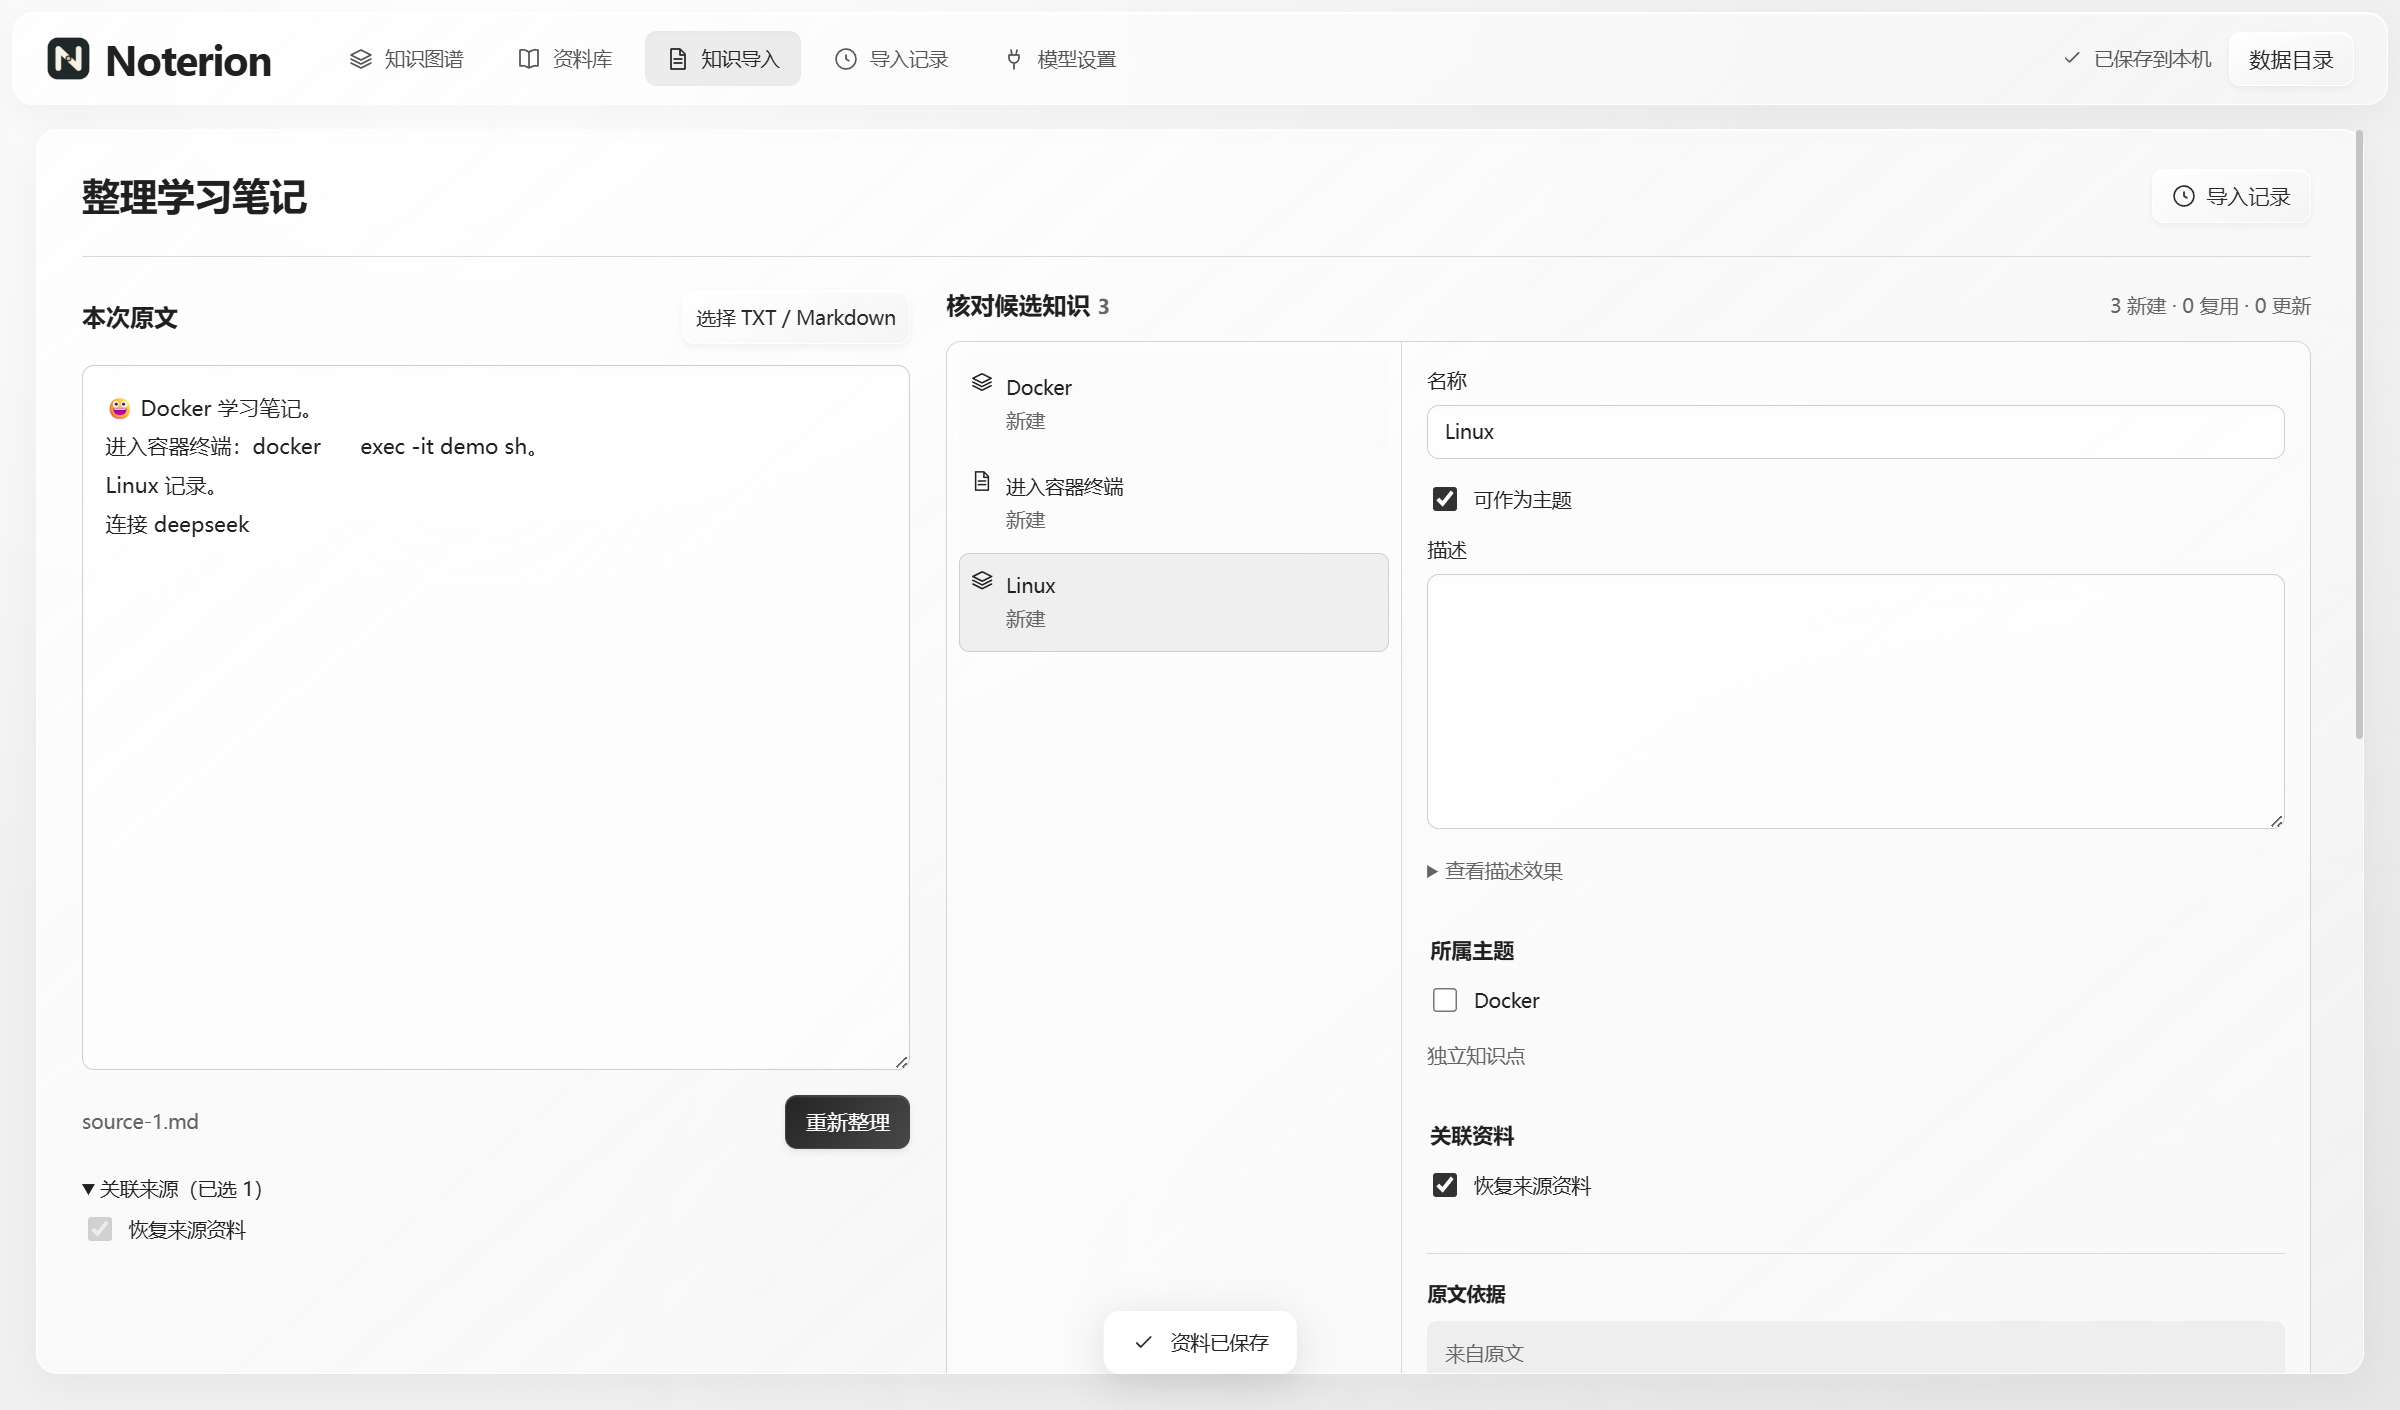 Noterion
知识图谱
资料库
知识导入
导入记录
模型设置
已保存到本机
数据目录
整理学习笔记
导入记录
本次原文
选择 TXT / Markdown
😀 Docker 学习笔记。
进入容器终端：docker      exec -it demo sh。
Linux 记录。
连接 deepseek
source-1.md
重新整理
关联来源（已选 1）
恢复来源资料
核对候选知识 3
3 新建 · 0 复用 · 0 更新
Docker
新建
进入容器终端
新建
Linux
新建
名称
Linux
可作为主题
描述
查看描述效果
所属主题
Docker
独立知识点
关联资料
恢复来源资料
原文依据
来自原文
资料已保存